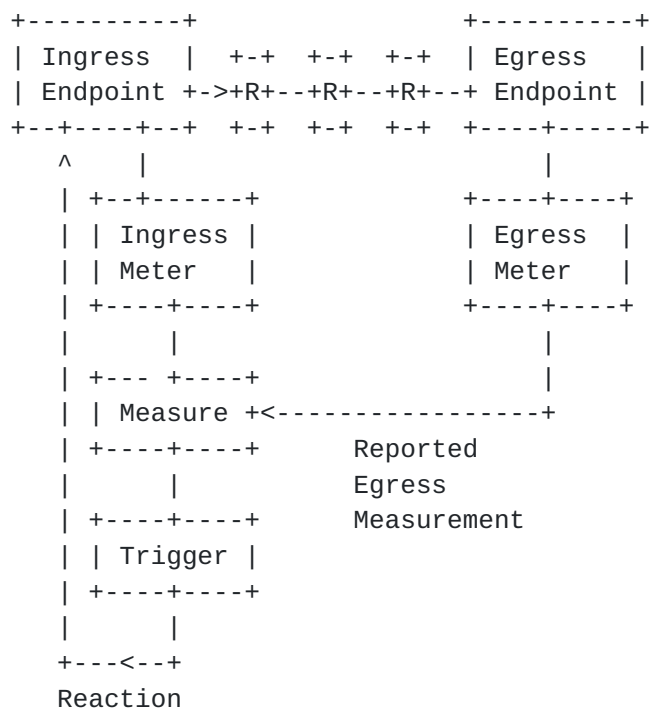 +----------+                 +----------+
| Ingress  |  +-+  +-+  +-+  | Egress   |
| Endpoint +->+R+--+R+--+R+--+ Endpoint |
+--+----+--+  +-+  +-+  +-+  +----+-----+
   ^    |                         |
   | +--+------+             +----+----+
   | | Ingress |             | Egress  |
   | | Meter   |             | Meter   |
   | +----+----+             +----+----+
   |      |                       |
   | +--- +----+                  |
   | | Measure +<-----------------+
   | +----+----+      Reported
   |      |           Egress
   | +----+----+      Measurement
   | | Trigger |
   | +----+----+
   |      |
   +---<--+
   Reaction